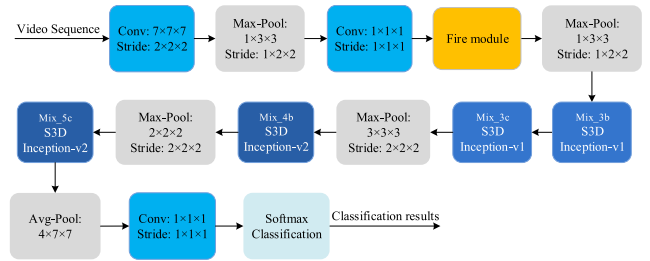 Video Sequence
Conv: 7×7×7
Stride: 2×2×2
Max-Pool:
1×3×3
Stride: 1×2×2
Conv: 1×1×1
Stride: 1×1×1
Fire module
Max-Pool:
1×3×3
Stride: 1×2×2
Mix_3b
S3D
Inception-v1
Mix_3c
S3D
Inception-v1
Max-Pool:
3×3×3
Stride: 2×2×2
Mix_4b
S3D
Inception-v2
Max-Pool:
2×2×2
Stride: 2×2×2
Mix_5c
S3D
Inception-v2
Avg-Pool:
4×7×7
Conv: 1×1×1
Stride: 1×1×1
Softmax
Classification
Classification results